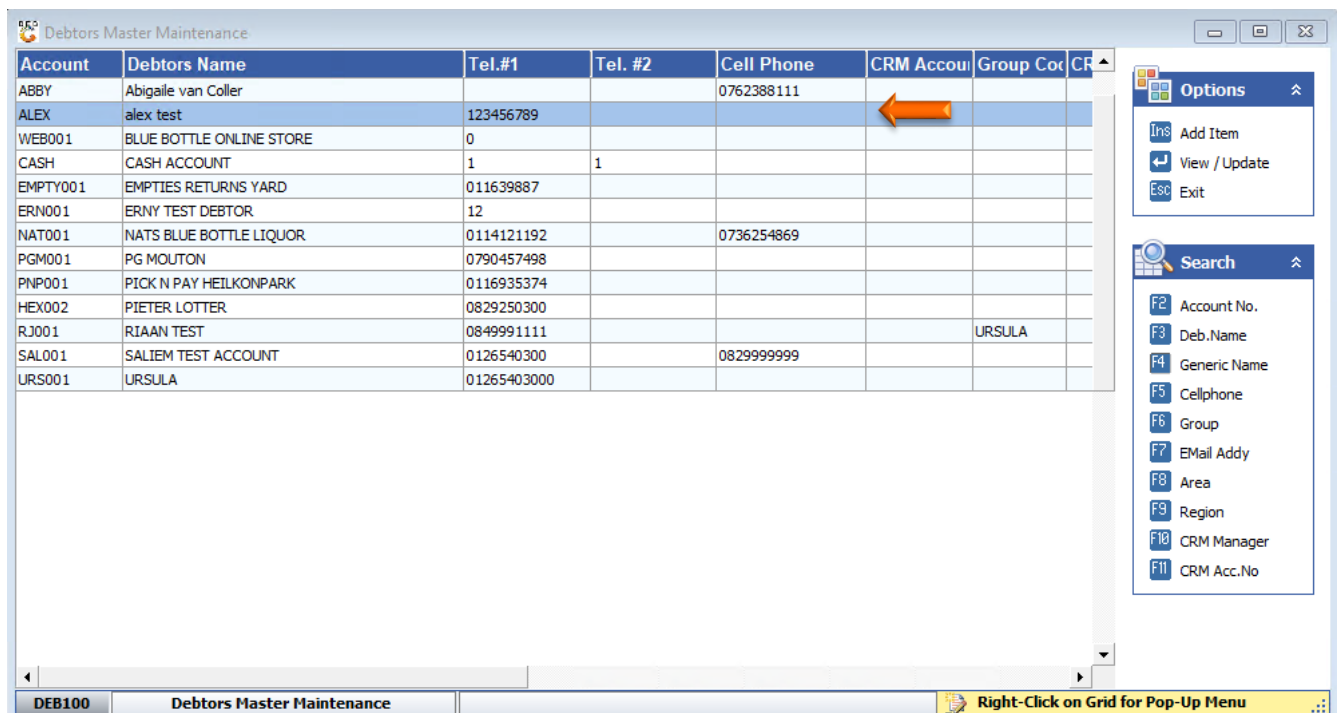 Debtors Master Maintenance
Account Debtors Name Tel.#1 Tel. #2 Cell Phone CRM Accou Group Coc CR
ABBY Abigaile van Coller 0762388111
ALEX alex test 123456789
WEB001 BLUE BOTTLE ONLINE STORE 0
CASH CASH ACCOUNT 1 1
EMPTY001 EMPTIES RETURNS YARD 011639887
ERN001 ERNY TEST DEBTOR 12
NAT001 NATS BLUE BOTTLE LIQUOR 0114121192 0736254869
PGM001 PG MOUTON 0790457498
PNP001 PICK N PAY HEILKONPARK 0116935374
HEX002 PIETER LOTTER 0829250300
RJ001 RIAAN TEST 0849991111 URSULA
SAL001 SALIEM TEST ACCOUNT 0126540300 0829999999
URS001 URSULA 01265403000
Options
Ins Add Item
View / Update
Esc Exit
Search
F2 Account No.
F3 Deb.Name
F4 Generic Name
F5 Cellphone
F6 Group
F7 EMail Addy
F8 Area
F9 Region
F10 CRM Manager
F11 CRM Acc.No
DEB100 Debtors Master Maintenance Right-Click on Grid for Pop-Up Menu